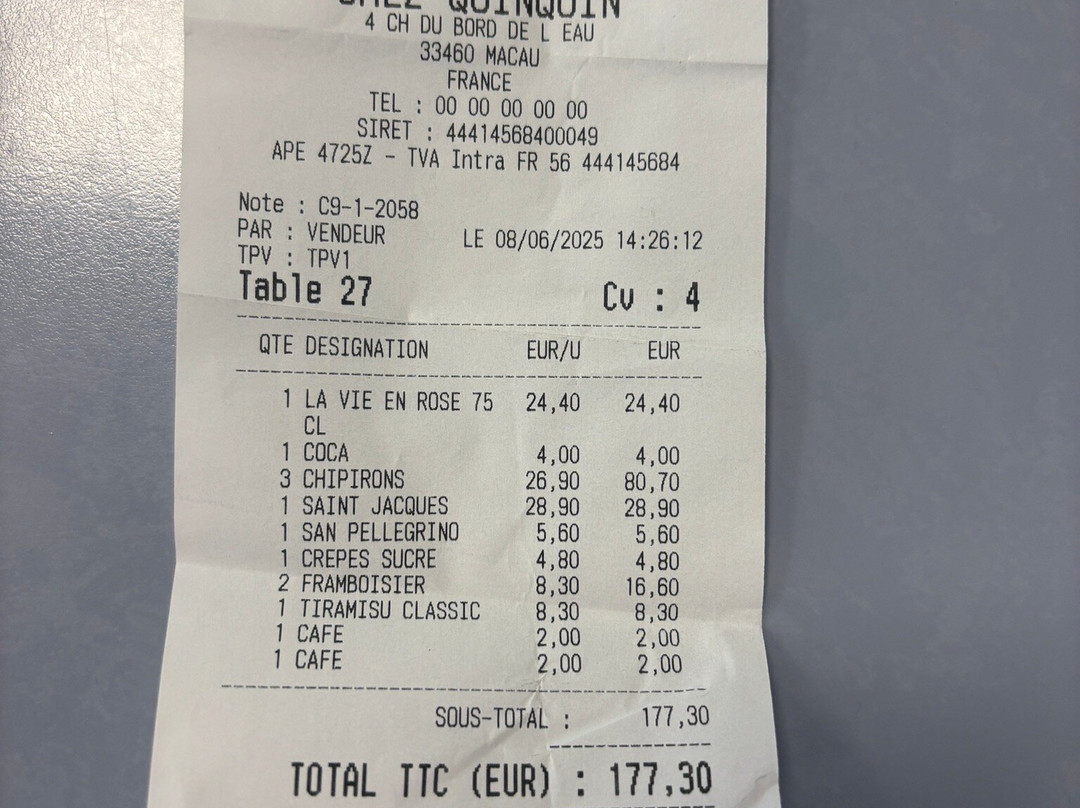 CHEZ QUINQUIN
4 CH DU BORD DE L EAU
33460 MACAU
FRANCE
TEL : 00 00 00 00 00
SIRET : 44414568400049
APE 4725Z - TVA Intra FR 56 444145684
Note : C9-1-2058
PAR : VENDEUR LE 08/06/2025 14:26:12
TPV : TPV1
Table 27 Cv : 4
QTE DESIGNATION EUR/U EUR
1 LA VIE EN ROSE 75 24,40 24,40
CL
1 COCA 4,00 4,00
3 CHIPIRONS 26,90 80,70
1 SAINT JACQUES 28,90 28,90
1 SAN PELLEGRINO 5,60 5,60
1 CREPES SUCRE 4,80 4,80
2 FRAMBOISIER 8,30 16,60
1 TIRAMISU CLASSIC 8,30 8,30
1 CAFE 2,00 2,00
1 CAFE 2,00 2,00
SOUS-TOTAL : 177,30
TOTAL TTC (EUR) : 177,30